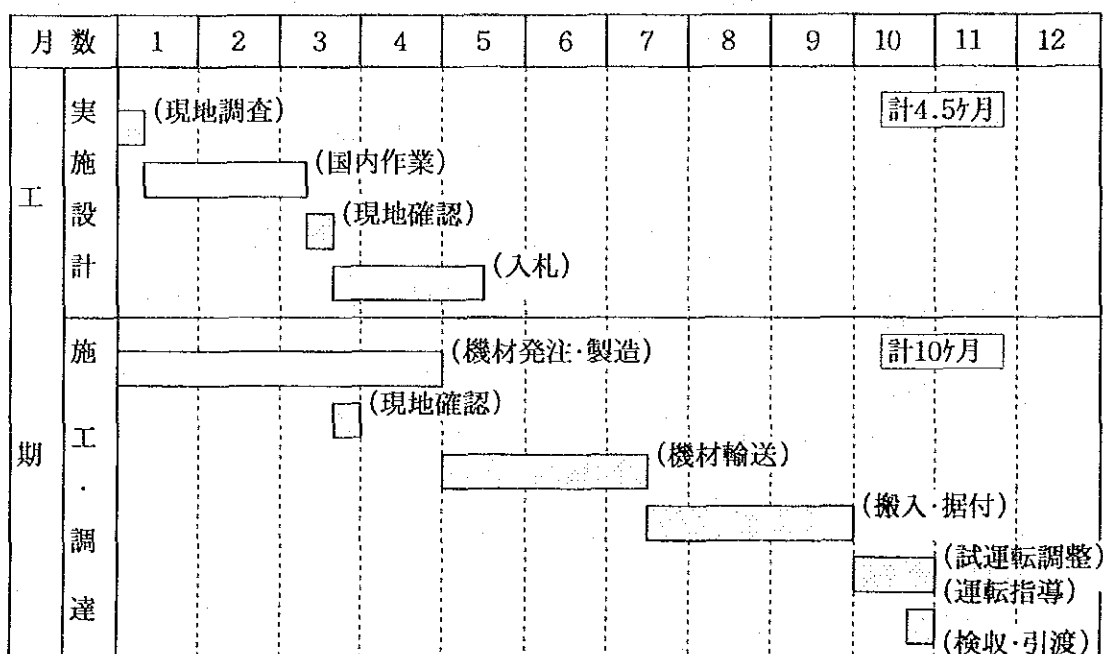 月 数 1 2 3 4 5 6 7 8 9 10 11 12
工期
実施設計
(現地調査)
計4.5ケ月
(国内作業)
(現地確認)
(入札)
施工・調達
(機材発注・製造)
計10ケ月
(現地確認)
(機材輸送)
(搬入・据付)
(試運転調整)
(運転指導)
(検収・引渡)